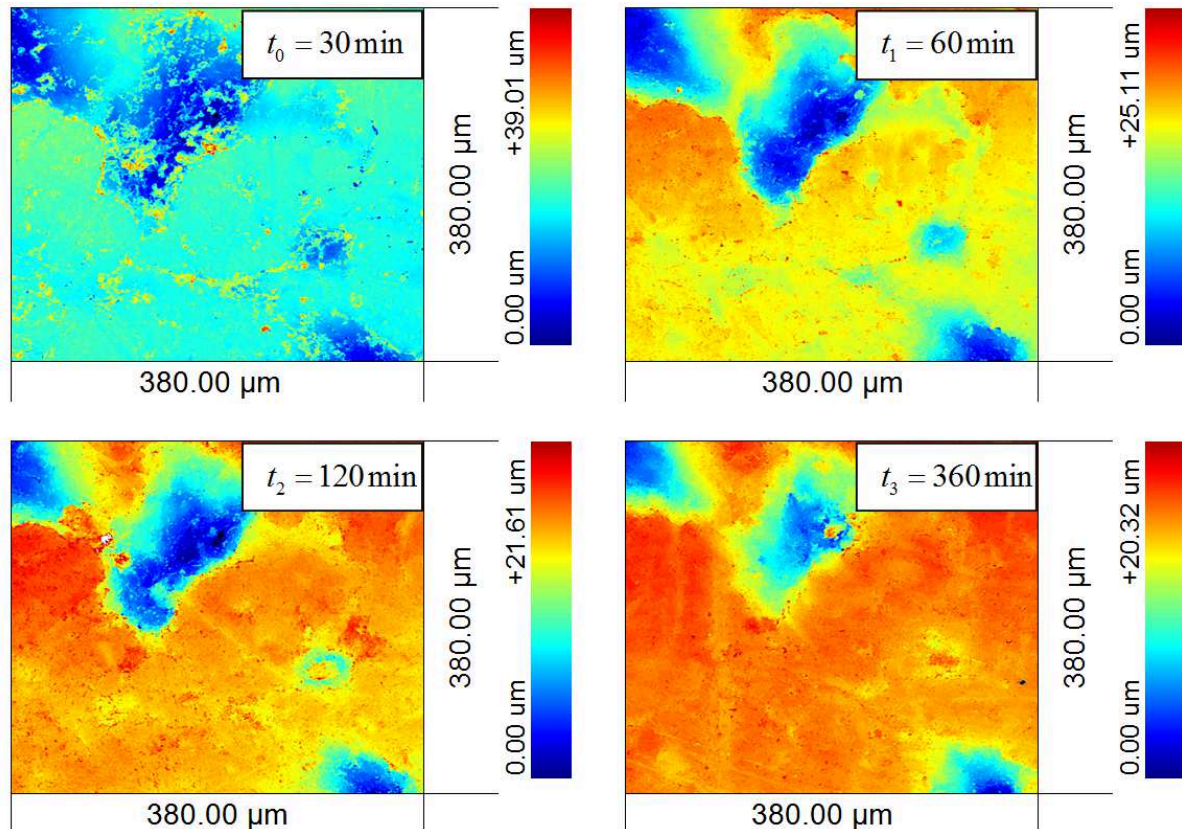 t₀ = 30 min
+39.01 um
0.00 um
380.00 µm
380.00 µm
t₁ = 60 min
+25.11 um
0.00 um
380.00 µm
380.00 µm
t₂ = 120 min
+21.61 um
0.00 um
380.00 µm
380.00 µm
t₃ = 360 min
+20.32 um
0.00 um
380.00 µm
380.00 µm